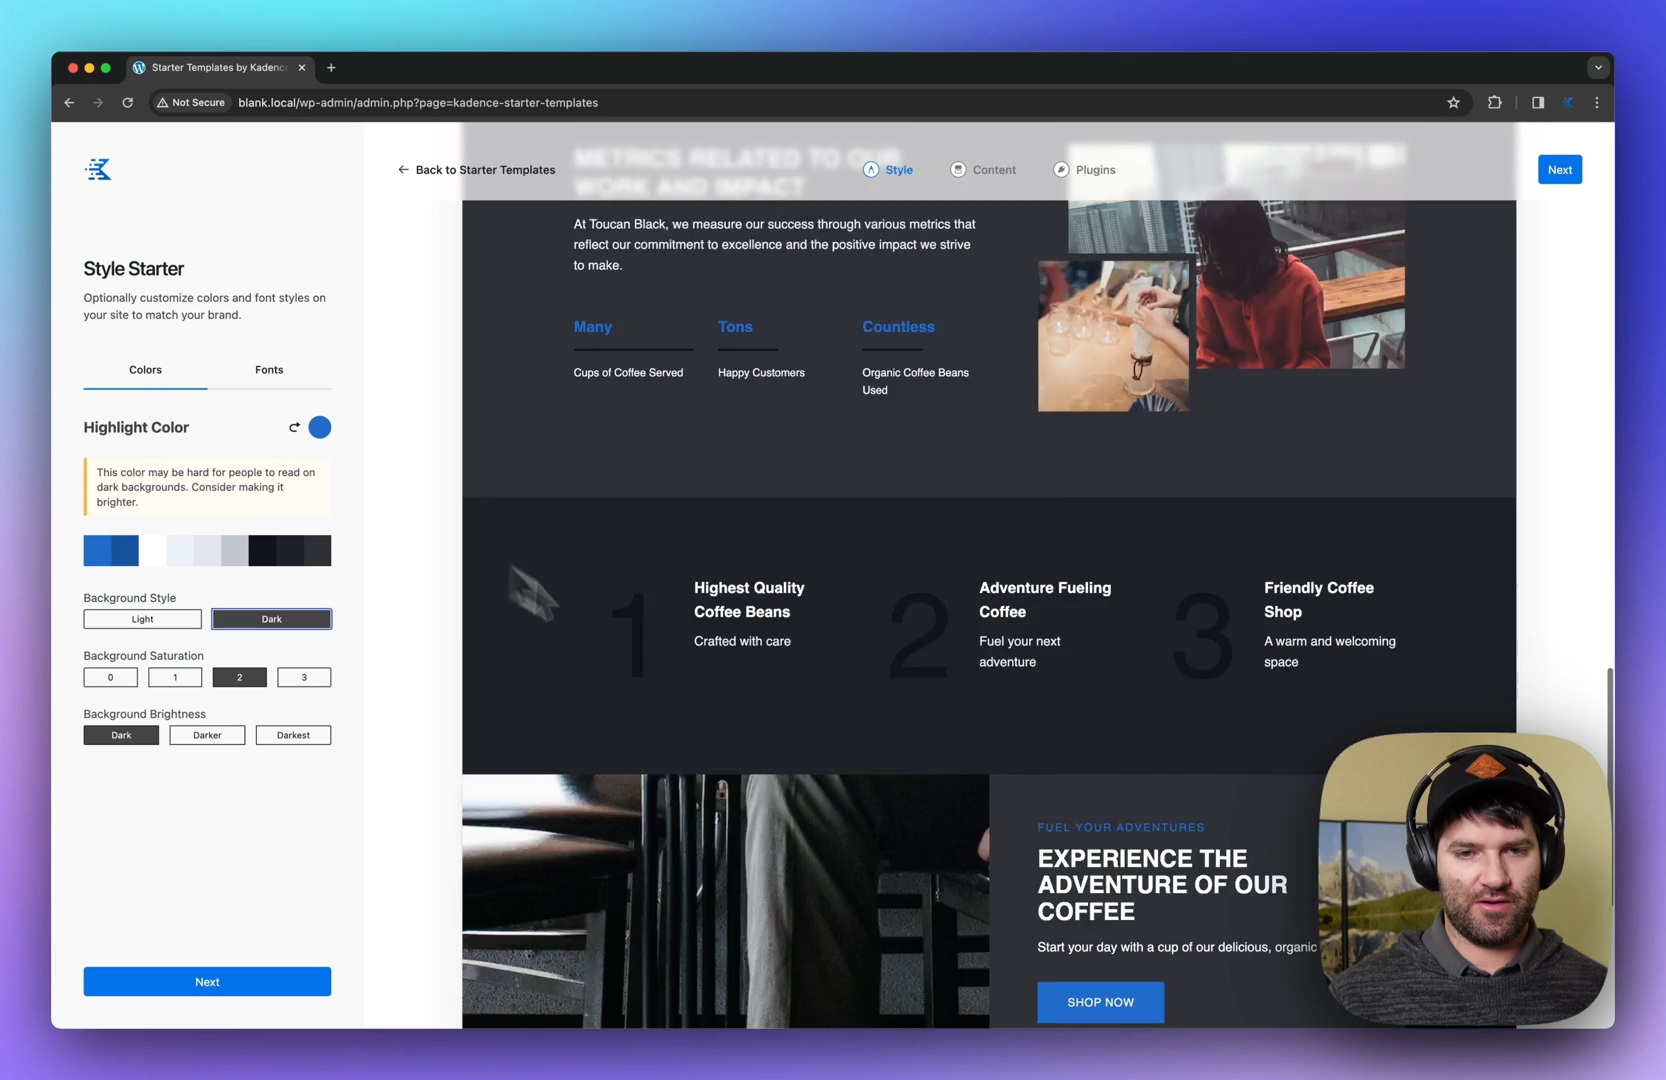 Starter Templates by Kadenc
Not Secure
blank.local/wp-admin/admin.php?page=kadence-starter-templates
Back to Starter Templates
Style
Content
Plugins
Next
Style Starter
Optionally customize colors and font styles on
your site to match your brand.
Colors
Fonts
Highlight Color
This color may be hard for people to read on
dark backgrounds. Consider making it
brighter.
Background Style
Light
Dark
Background Saturation
0
1
2
3
Background Brightness
Dark
Darker
Darkest
Next
METRICS RELATED TO OUR
WORK AND IMPACT
At Toucan Black, we measure our success through various metrics that
reflect our commitment to excellence and the positive impact we strive
to make.
Many
Cups of Coffee Served
Tons
Happy Customers
Countless
Organic Coffee Beans
Used
1
Highest Quality
Coffee Beans
Crafted with care
2
Adventure Fueling
Coffee
Fuel your next
adventure
3
Friendly Coffee
Shop
A warm and welcoming
space
FUEL YOUR ADVENTURES
EXPERIENCE THE
ADVENTURE OF OUR
COFFEE
Start your day with a cup of our delicious, organic
SHOP NOW